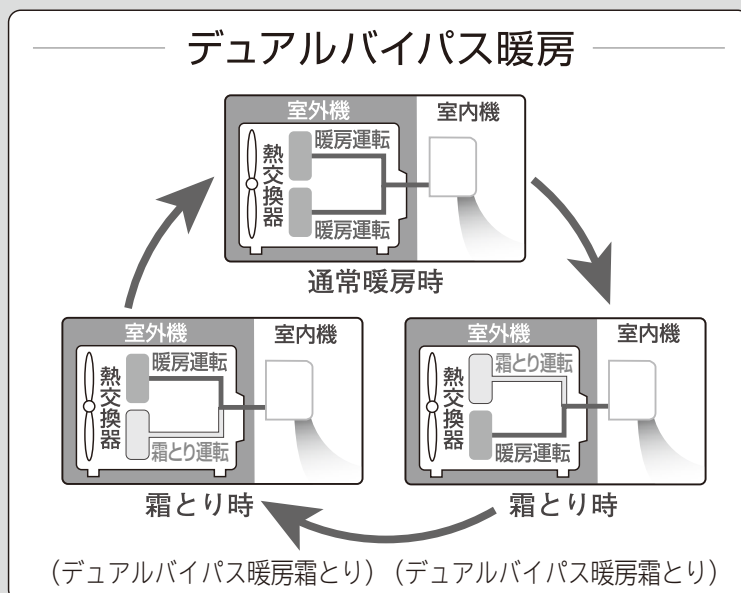 デュアルバイパス暖房
室外機
室内機
熱交換器
暖房運転
暖房運転
通常暖房時
室外機
室内機
熱交換器
暖房運転
霜とり運転
霜とり時
(デュアルバイパス暖房霜とり)
室外機
室内機
熱交換器
霜とり運転
暖房運転
霜とり時
(デュアルバイパス暖房霜とり)